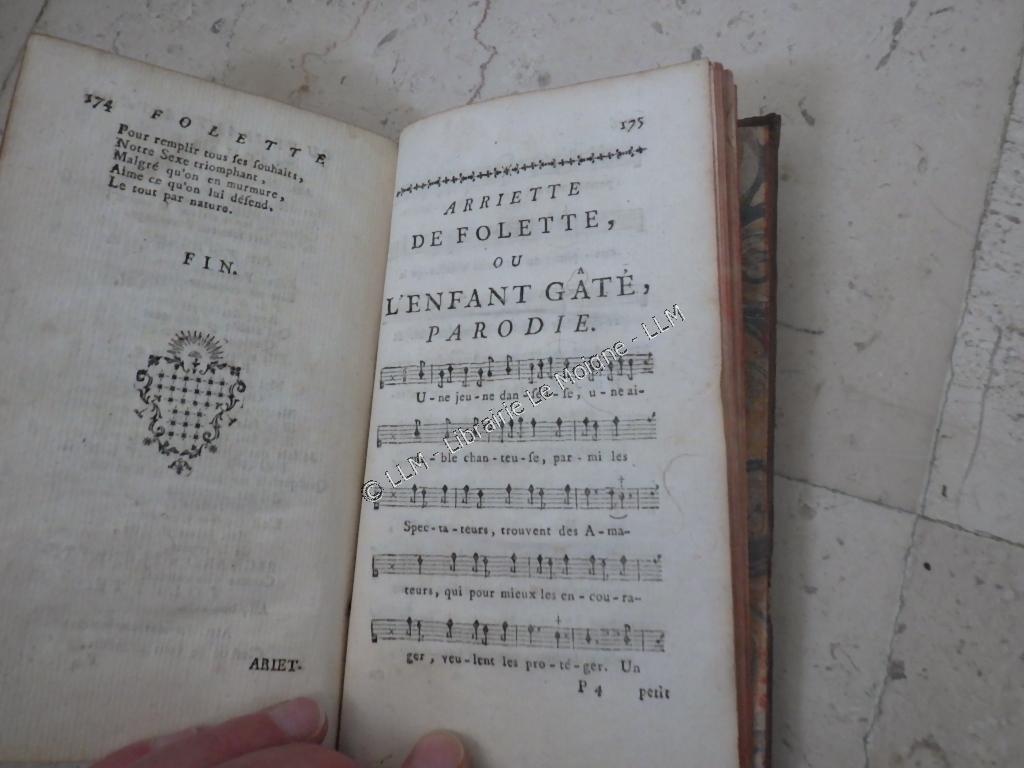 174 FOLETTE
Pour remplir tous ſes ſouhaits,
Notre Sexe triomphant,
Malgré qu'on en murmure,
Aime ce qu'on lui défend,
Le tout par nature.
FIN.
ARIET-
175
ARRIETTE
DE FOLETTE,
OU
L'ENFANT GÂTÉ,
PARODIE.
U-ne jeu-ne dan-ſeu-ſe, u-ne ai-
ble chan-teu-ſe, par-mi les
Spec-ta-teurs, trouvent des A-ma-
teurs, qui pour mieux les en-cou-ra-
ger, veu-lent les pro-té-ger. Un
P 4 petit
© LLM - Librairie Le Moigne - LLM